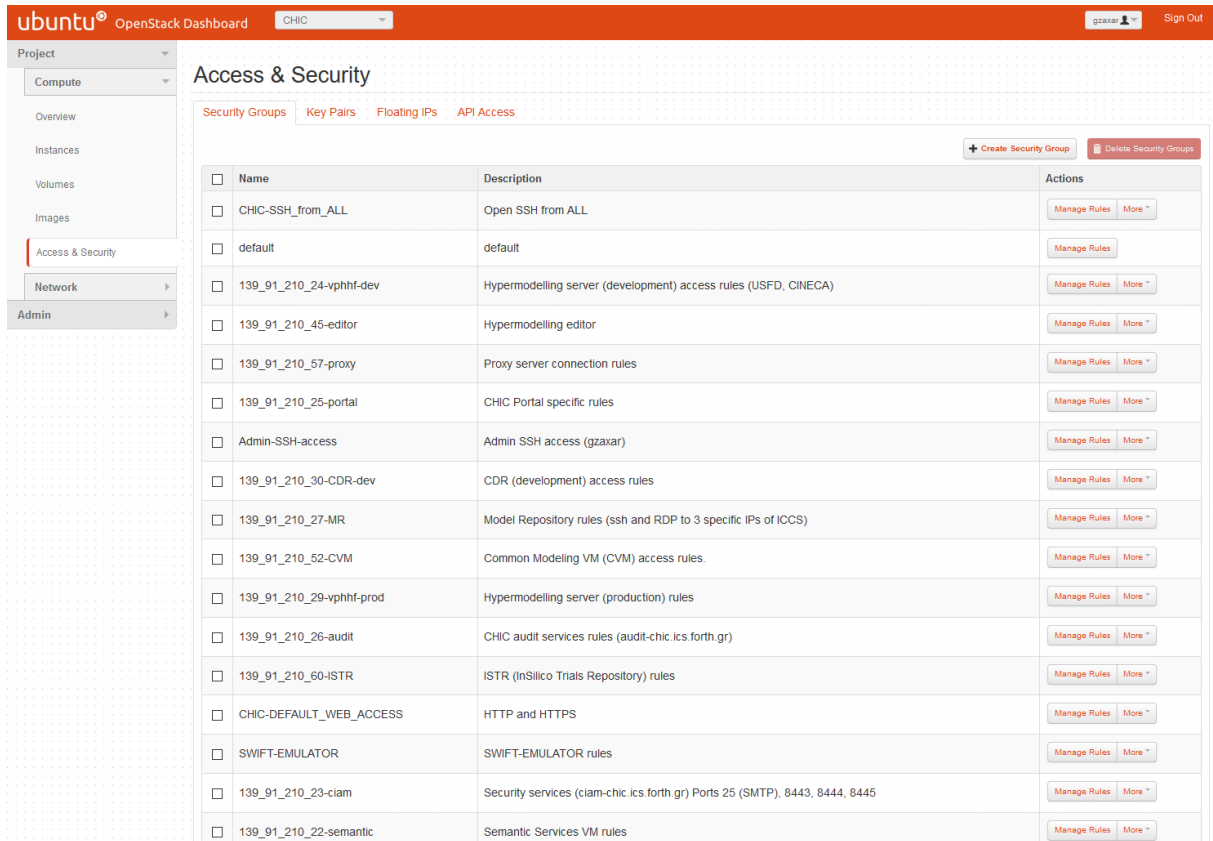 ubuntu® OpenStack Dashboard CHIC gzaxar Sign Out
Project
Compute
Overview
Instances
Volumes
Images
Access & Security
Network
Admin
Access & Security
Security Groups Key Pairs Floating IPs API Access
+ Create Security Group Delete Security Groups
Name Description Actions
CHIC-SSH_from_ALL Open SSH from ALL Manage Rules More
default default Manage Rules
139_91_210_24-vphhf-dev Hypermodelling server (development) access rules (USFD, CINECA) Manage Rules More
139_91_210_45-editor Hypermodelling editor Manage Rules More
139_91_210_57-proxy Proxy server connection rules Manage Rules More
139_91_210_25-portal CHIC Portal specific rules Manage Rules More
Admin-SSH-access Admin SSH access (gzaxar) Manage Rules More
139_91_210_30-CDR-dev CDR (development) access rules Manage Rules More
139_91_210_27-MR Model Repository rules (ssh and RDP to 3 specific IPs of ICCS) Manage Rules More
139_91_210_52-CVM Common Modeling VM (CVM) access rules. Manage Rules More
139_91_210_29-vphhf-prod Hypermodelling server (production) rules Manage Rules More
139_91_210_26-audit CHIC audit services rules (audit-chic.ics.forth.gr) Manage Rules More
139_91_210_60-ISTR ISTR (InSilico Trials Repository) rules Manage Rules More
CHIC-DEFAULT_WEB_ACCESS HTTP and HTTPS Manage Rules More
SWIFT-EMULATOR SWIFT-EMULATOR rules Manage Rules More
139_91_210_23-ciam Security services (ciam-chic.ics.forth.gr) Ports 25 (SMTP), 8443, 8444, 8445 Manage Rules More
139_91_210_22-semantic Semantic Services VM rules Manage Rules More